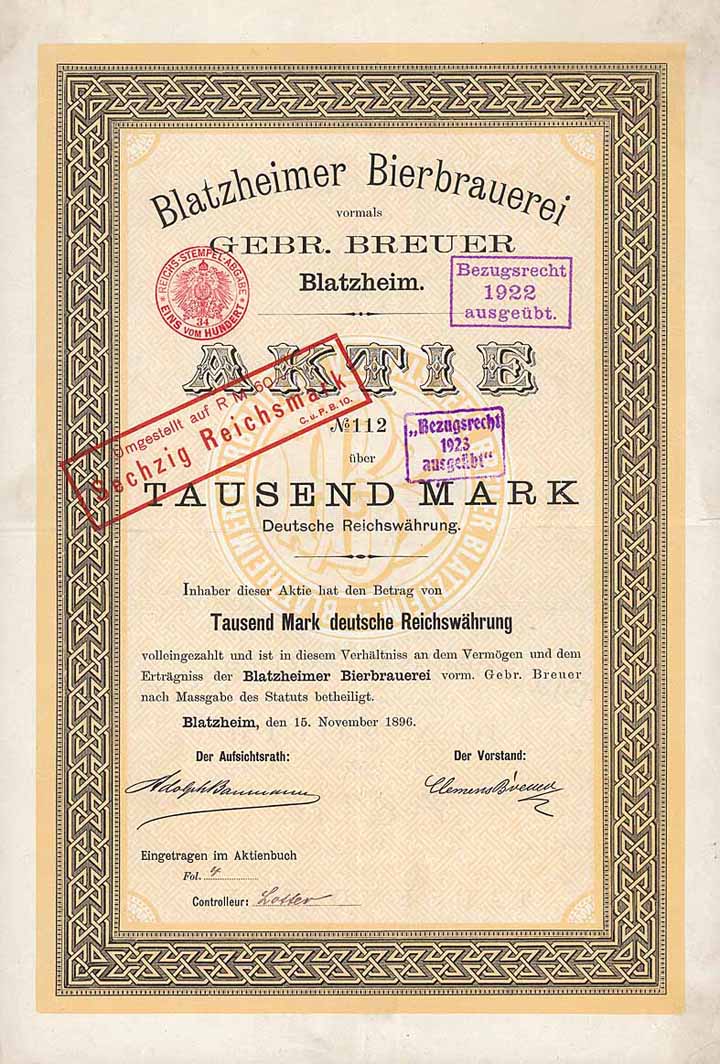 Blatzheimer Bierbrauerei
vormals
GEBR. BREUER
Blatzheim.
REICHS-STEMPEL-ABGABE
34
EINS VOM HUNDERT
Bezugsrecht
1922
ausgeübt.
AKTIE
Umgestellt auf R.M. 60
Sechzig Reichsmark
C. u. P. B. 10.
№ 112
„Bezugsrecht
1923
ausgeübt“
über
TAUSEND MARK
Deutsche Reichswährung.
Inhaber dieser Aktie hat den Betrag von
Tausend Mark deutsche Reichswährung
volleingezahlt und ist in diesem Verhältniss an dem Vermögen und dem
Erträgniss der Blatzheimer Bierbrauerei vorm. Gebr. Breuer
nach Massgabe des Statuts betheiligt.
Blatzheim, den 15. November 1896.
Der Aufsichtsrath: Der Vorstand:
Adolph Baumann Clemens Breuer
Eingetragen im Aktienbuch
Fol. 4
Controlleur: Lotter